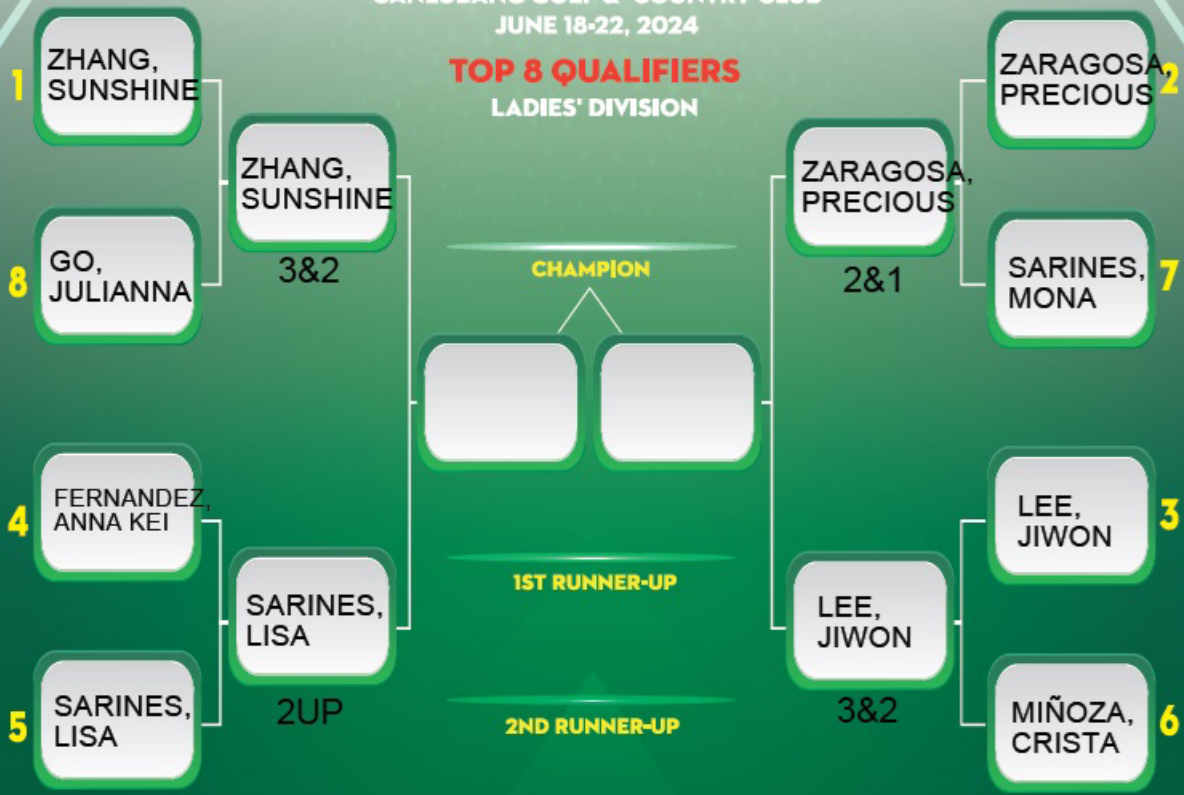 JUNE 18-22, 2024
TOP 8 QUALIFIERS
LADIES' DIVISION
1
ZHANG,
SUNSHINE
8
GO,
JULIANNA
4
FERNANDEZ,
ANNA KEI
5
SARINES,
LISA
ZHANG,
SUNSHINE
3&2
SARINES,
LISA
2UP
CHAMPION
1ST RUNNER-UP
2ND RUNNER-UP
ZARAGOSA,
PRECIOUS
2&1
LEE,
JIWON
3&2
ZARAGOSA,
PRECIOUS
2
SARINES,
MONA
7
LEE,
JIWON
3
MIÑOZA,
CRISTA
6